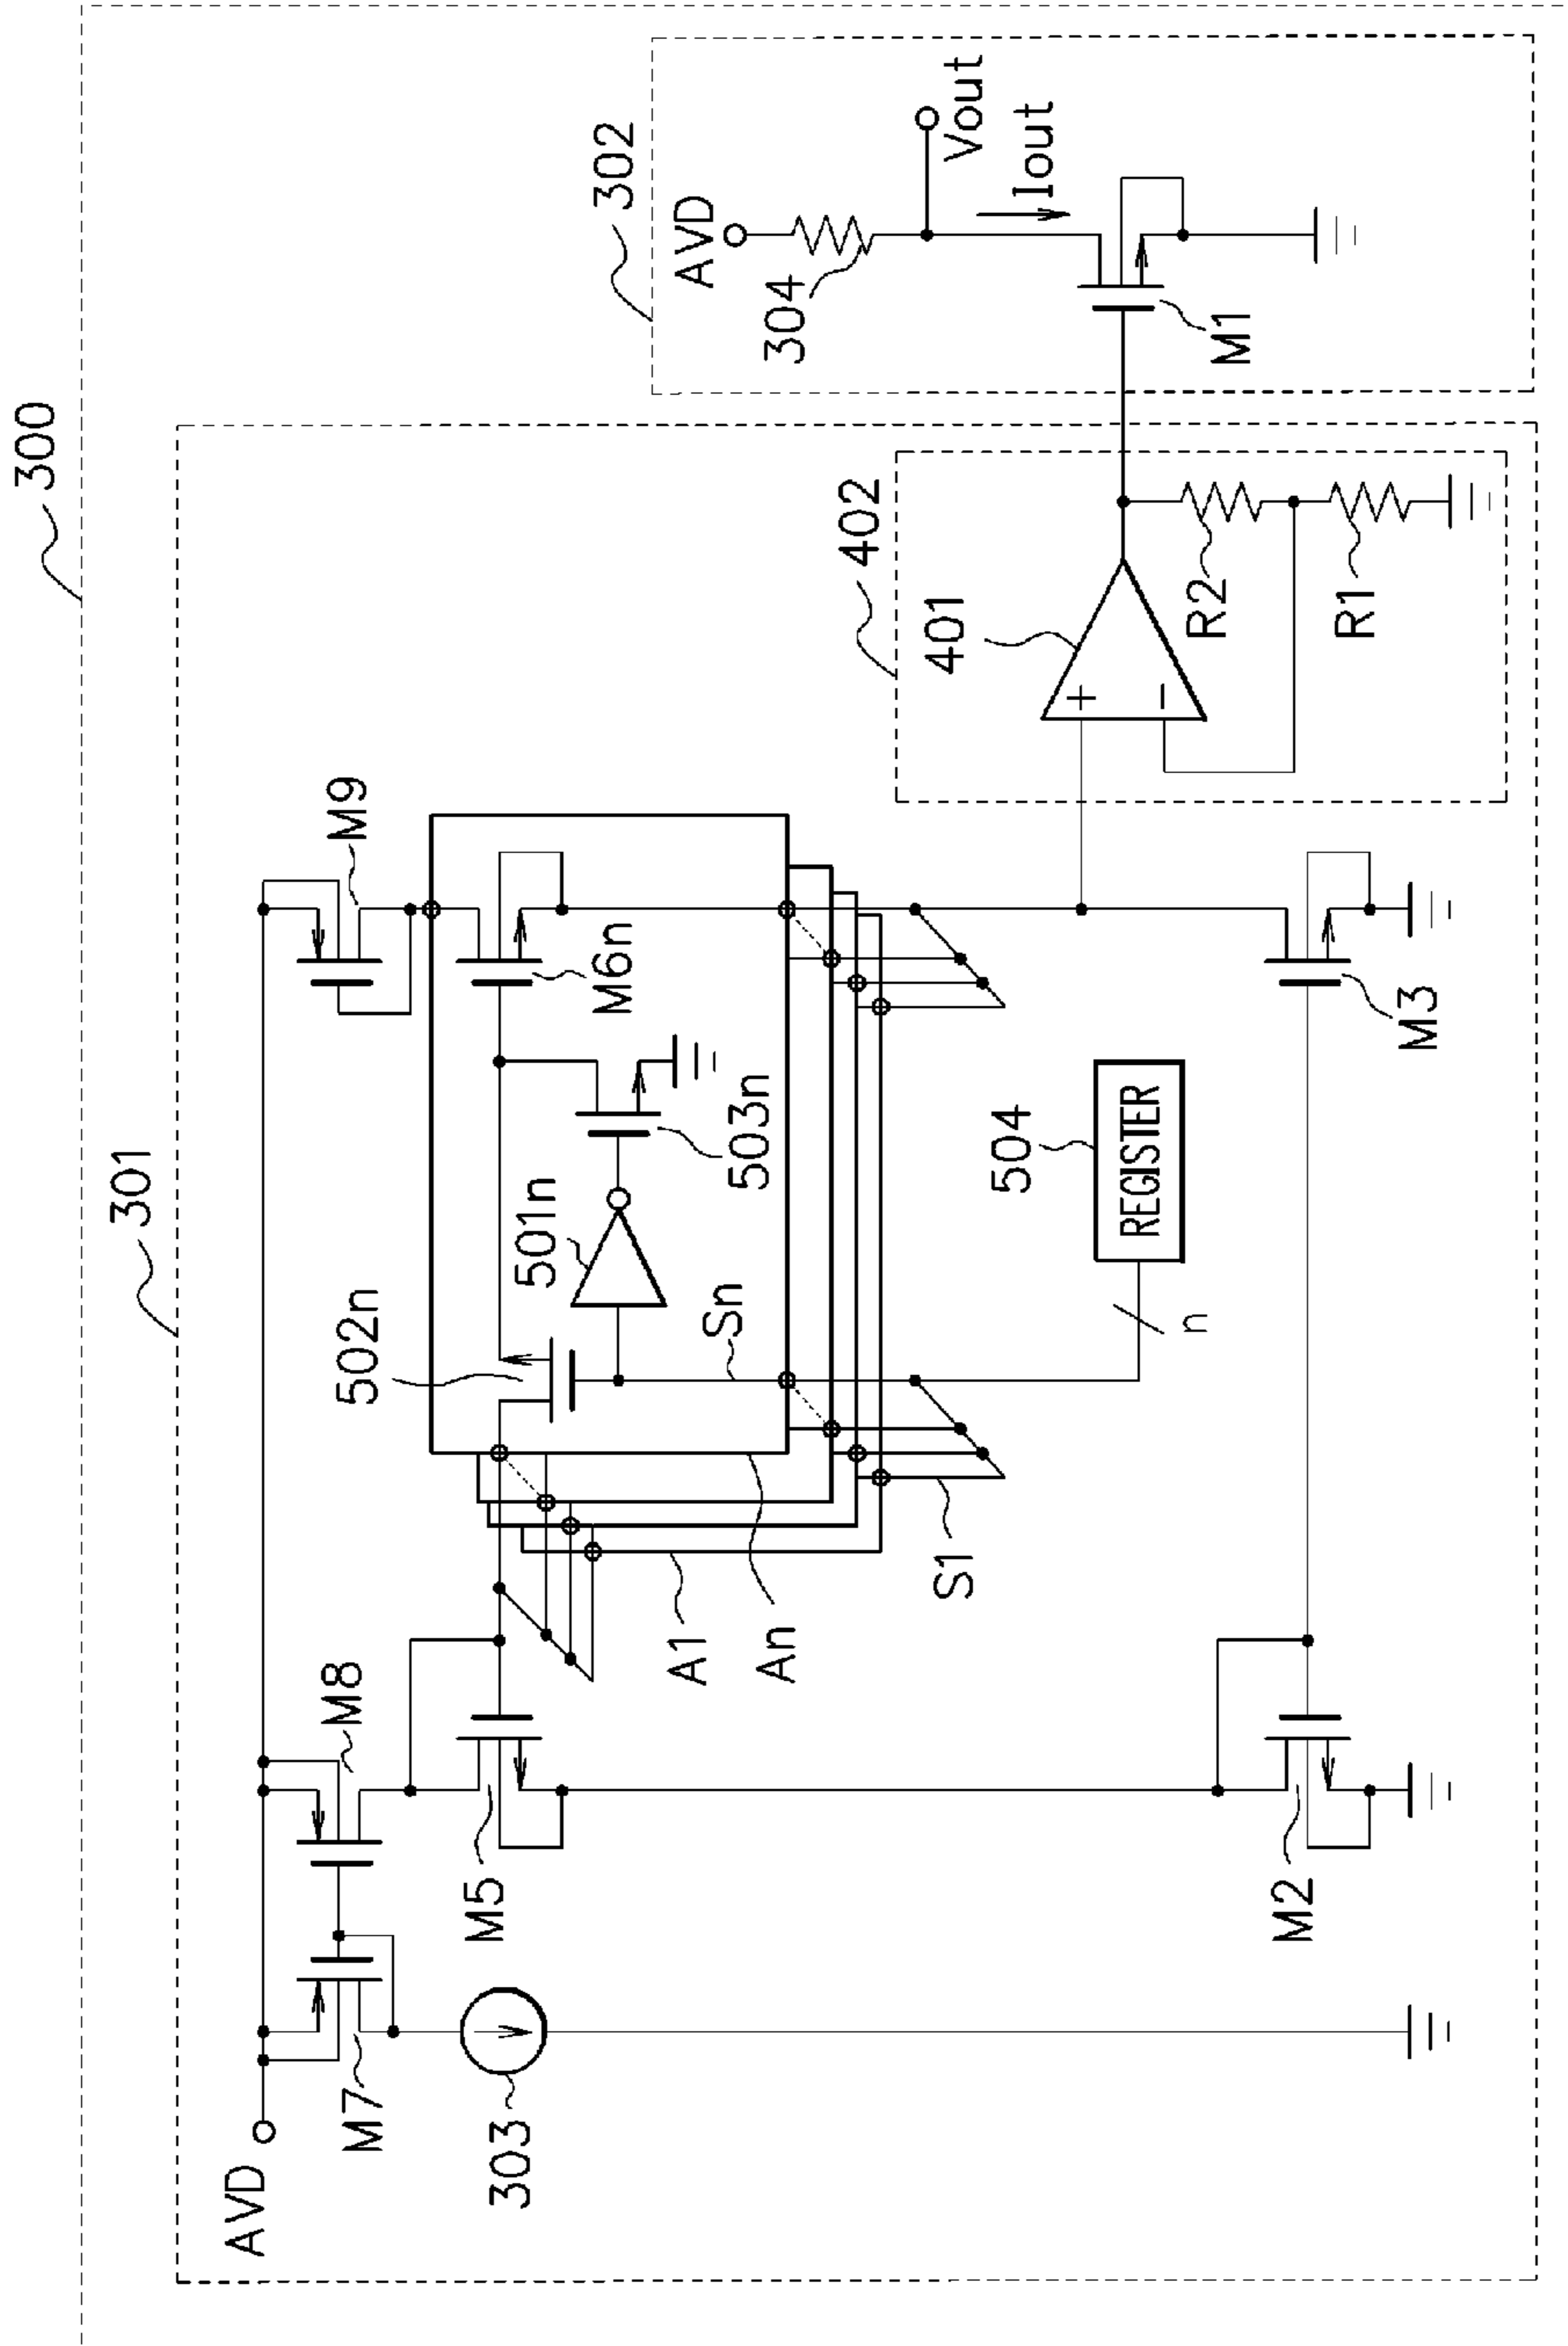 300
301
302
AVD
M7
M8
M9
303
M5
502n
501n
503n
M6n
Sn
A1
An
S1
504
REGISTER
n
M2
M3
402
401
+
−
R2
R1
AVD
304
Vout
Iout
M1